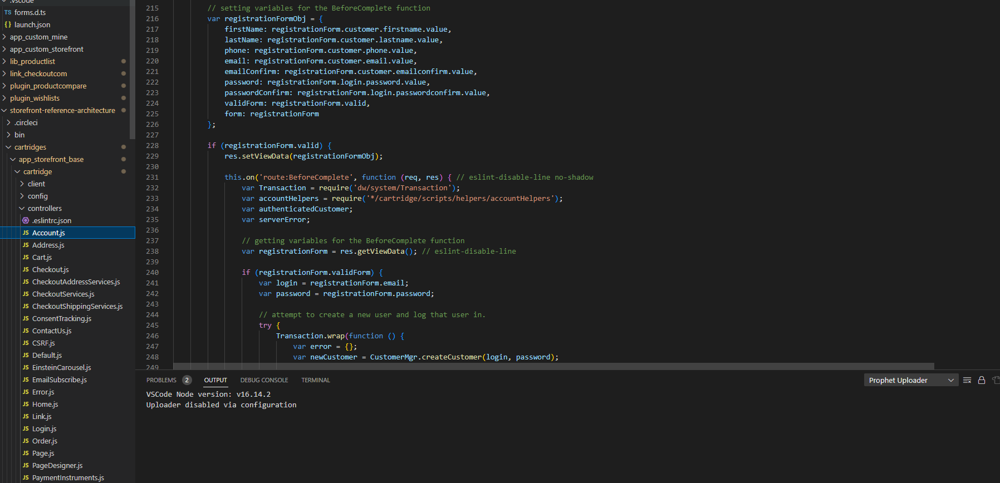 .vscode
TS forms.d.ts
{} launch.json
app_custom_mine
app_custom_storefront
lib_productlist
link_checkoutcom
plugin_productcompare
plugin_wishlists
storefront-reference-architecture
.circleci
bin
cartridges
app_storefront_base
cartridge
client
config
controllers
.eslintrc.json
JS Account.js
JS Address.js
JS Cart.js
JS Checkout.js
JS CheckoutAddressServices.js
JS CheckoutServices.js
JS CheckoutShippingServices.js
JS ConsentTracking.js
JS ContactUs.js
JS CSRF.js
JS Default.js
JS EinsteinCarousel.js
JS EmailSubscribe.js
JS Error.js
JS Home.js
JS Link.js
JS Login.js
JS Order.js
JS Page.js
JS PageDesigner.js
JS PaymentInstruments.js
215 // setting variables for the BeforeComplete function
216 var registrationFormObj = {
217 firstName: registrationForm.customer.firstname.value,
218 lastName: registrationForm.customer.lastname.value,
219 phone: registrationForm.customer.phone.value,
220 email: registrationForm.customer.email.value,
221 emailConfirm: registrationForm.customer.emailconfirm.value,
222 password: registrationForm.login.password.value,
223 passwordConfirm: registrationForm.login.passwordconfirm.value,
224 validForm: registrationForm.valid,
225 form: registrationForm
226 };
227
228 if (registrationForm.valid) {
229 res.setViewData(registrationFormObj);
230
231 this.on('route:BeforeComplete', function (req, res) { // eslint-disable-line no-shadow
232 var Transaction = require('dw/system/Transaction');
233 var accountHelpers = require('*/cartridge/scripts/helpers/accountHelpers');
234 var authenticatedCustomer;
235 var serverError;
236
237 // getting variables for the BeforeComplete function
238 var registrationForm = res.getViewData(); // eslint-disable-line
239
240 if (registrationForm.validForm) {
241 var login = registrationForm.email;
242 var password = registrationForm.password;
243
244 // attempt to create a new user and log that user in.
245 try {
246 Transaction.wrap(function () {
247 var error = {};
248 var newCustomer = CustomerMgr.createCustomer(login, password);
249
PROBLEMS 2 OUTPUT DEBUG CONSOLE TERMINAL Prophet Uploader
VSCode Node version: v16.14.2
Uploader disabled via configuration